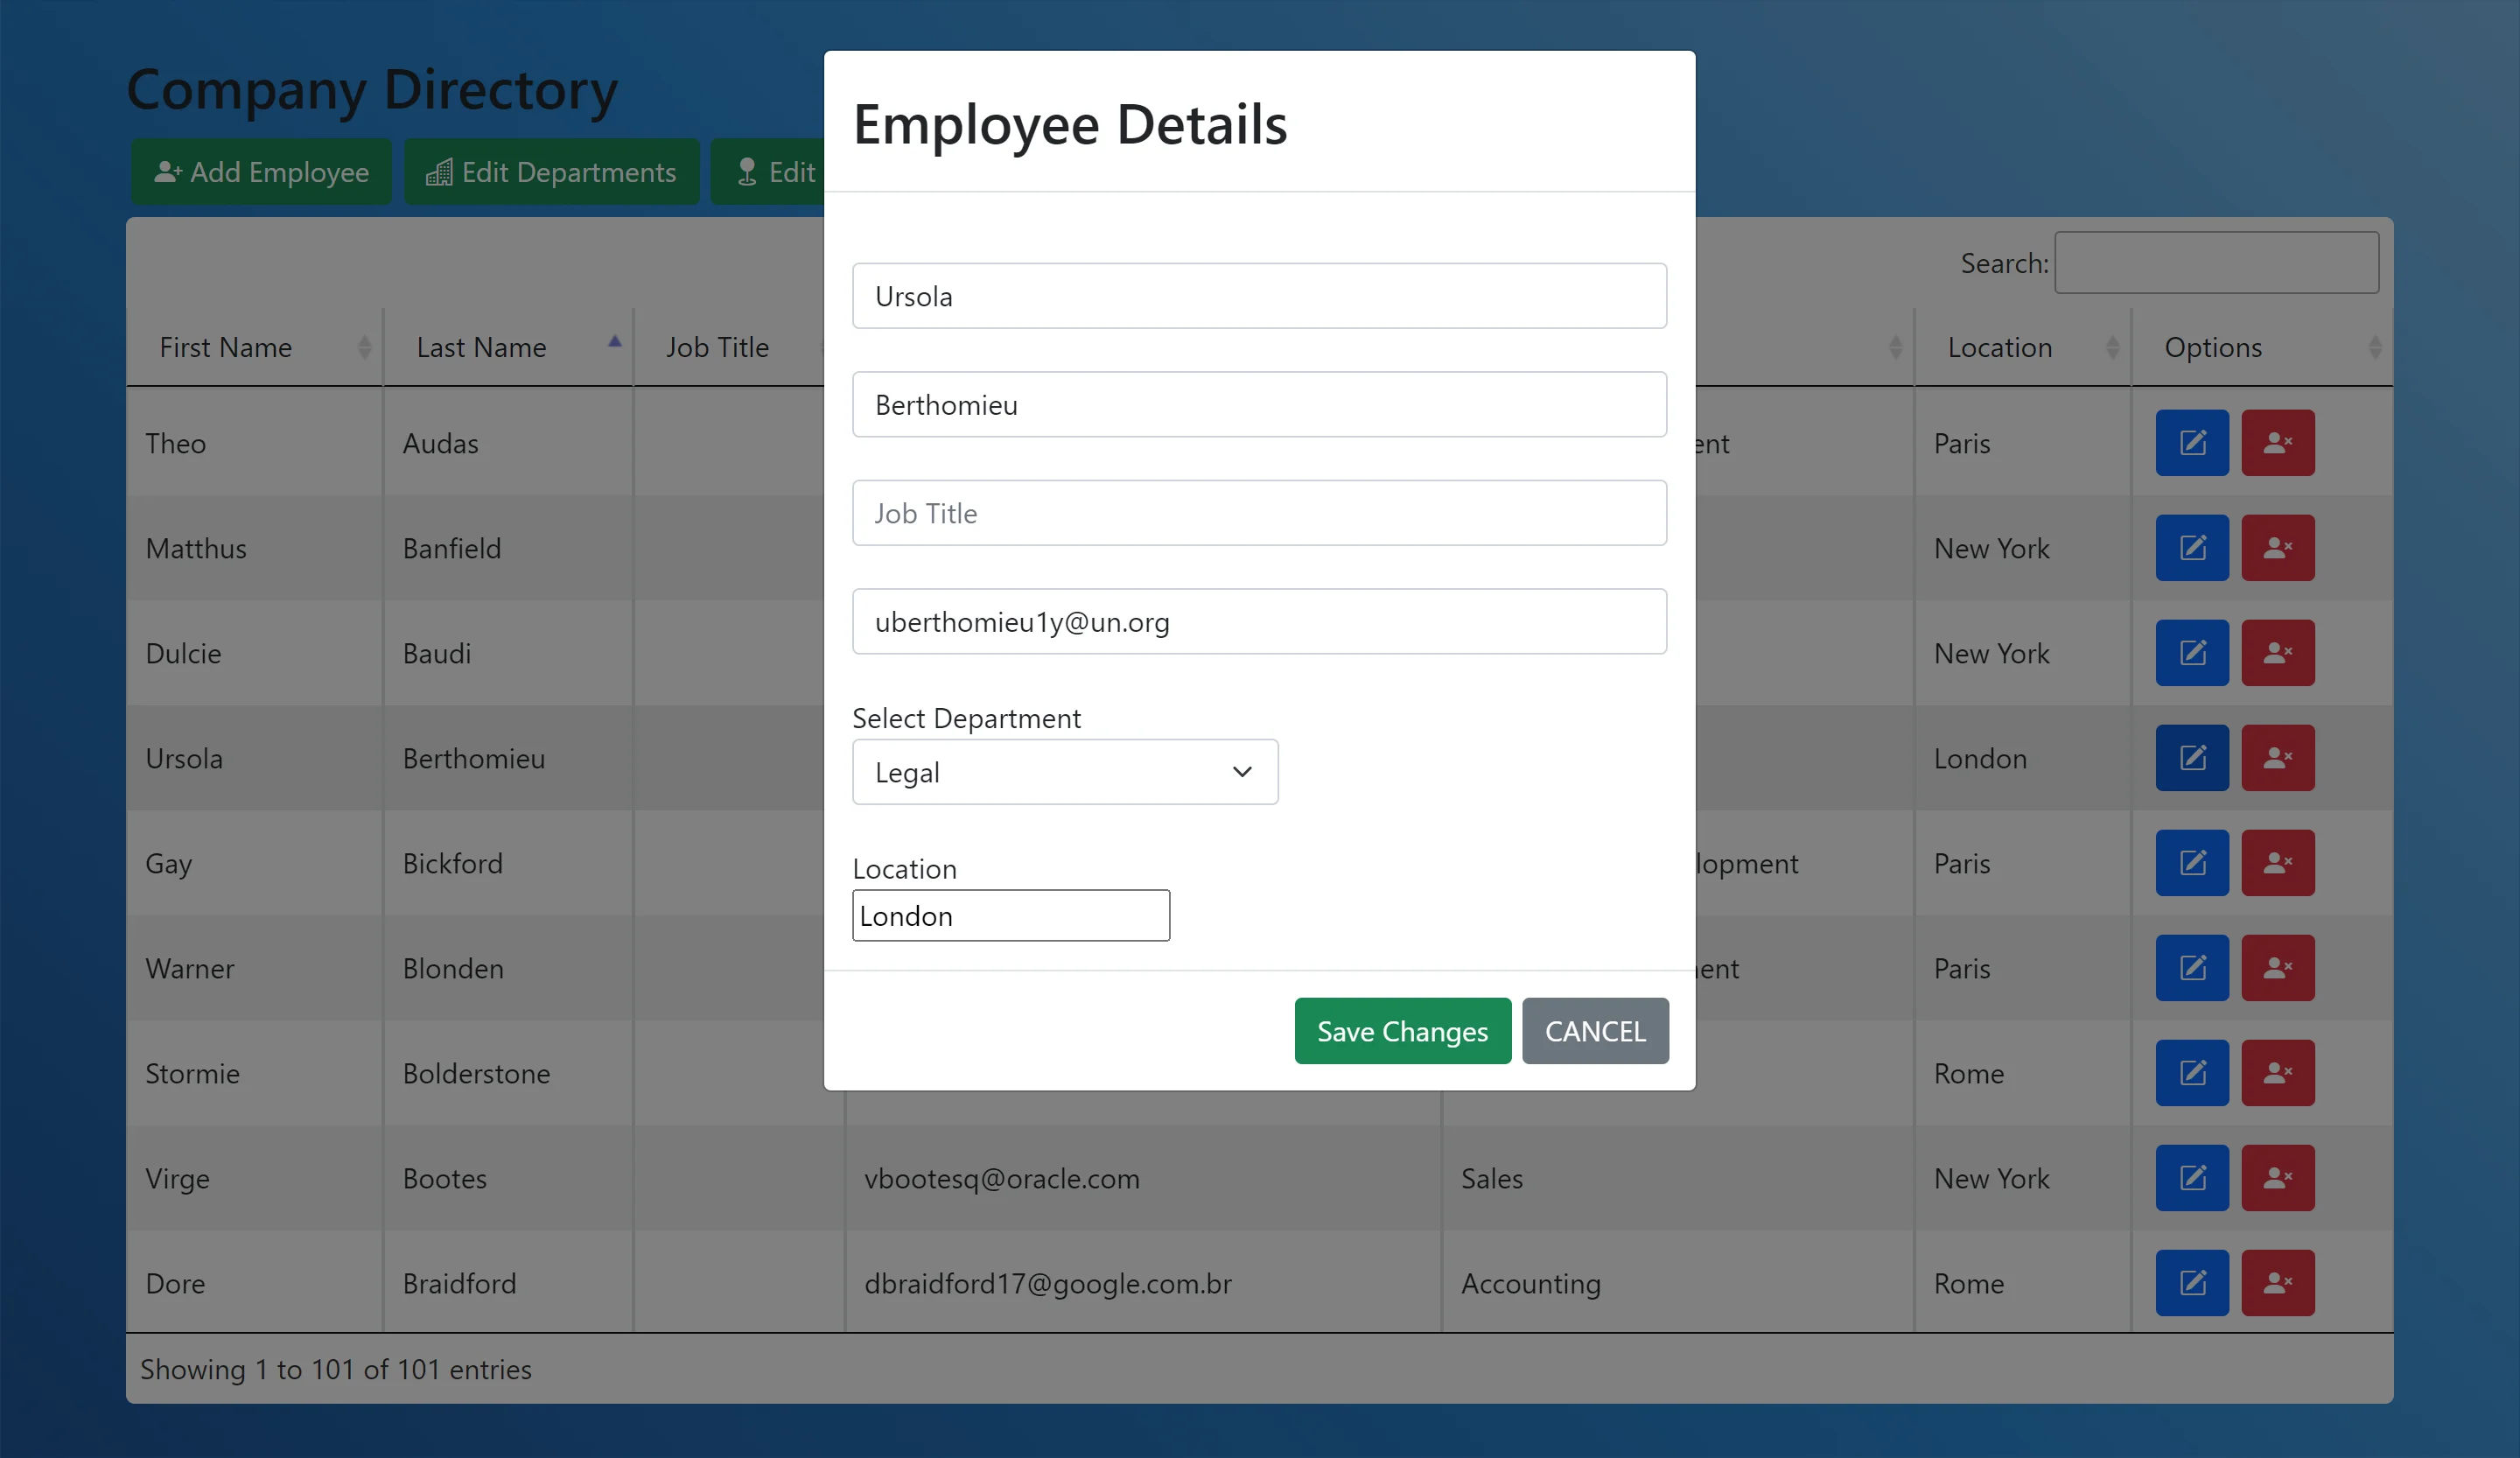 Company Directory
Add Employee
Edit Departments
Edit
Search:
First Name
Last Name
Job Title
Location
Options
Theo Audas Paris
Matthus Banfield New York
Dulcie Baudi New York
Ursola Berthomieu London
Gay Bickford Paris
Warner Blonden Paris
Stormie Bolderstone Rome
Virge Bootes vbootesq@oracle.com Sales New York
Dore Braidford dbraidford17@google.com.br Accounting Rome
Showing 1 to 101 of 101 entries
Employee Details
Ursola
Berthomieu
Job Title
uberthomieu1y@un.org
Select Department
Legal
Location
London
Save Changes
CANCEL